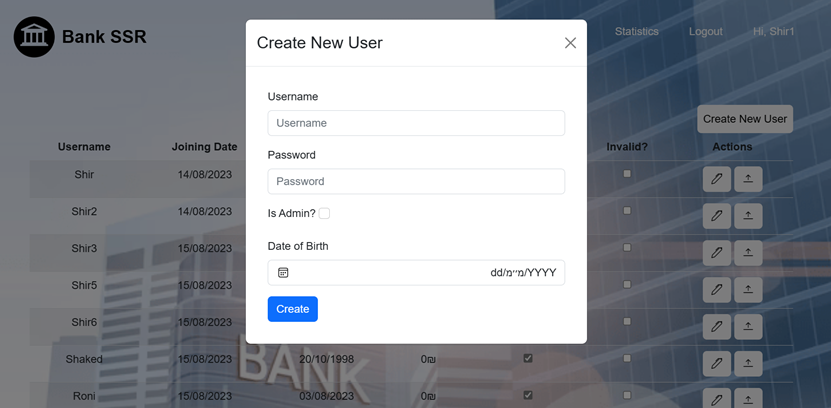 Bank SSR
Statistics Logout Hi, Shir1
Create New User
Username
Username
Password
Password
Is Admin?
Date of Birth
dd/מ״מ/YYYY
Create
Create New User
Username Joining Date Invalid? Actions
Shir 14/08/2023
Shir2 14/08/2023
Shir3 15/08/2023
Shir5 15/08/2023
Shir6 15/08/2023
Shaked 15/08/2023 20/10/1998 0₪
Roni 15/08/2023 03/08/2023 0₪
BANK